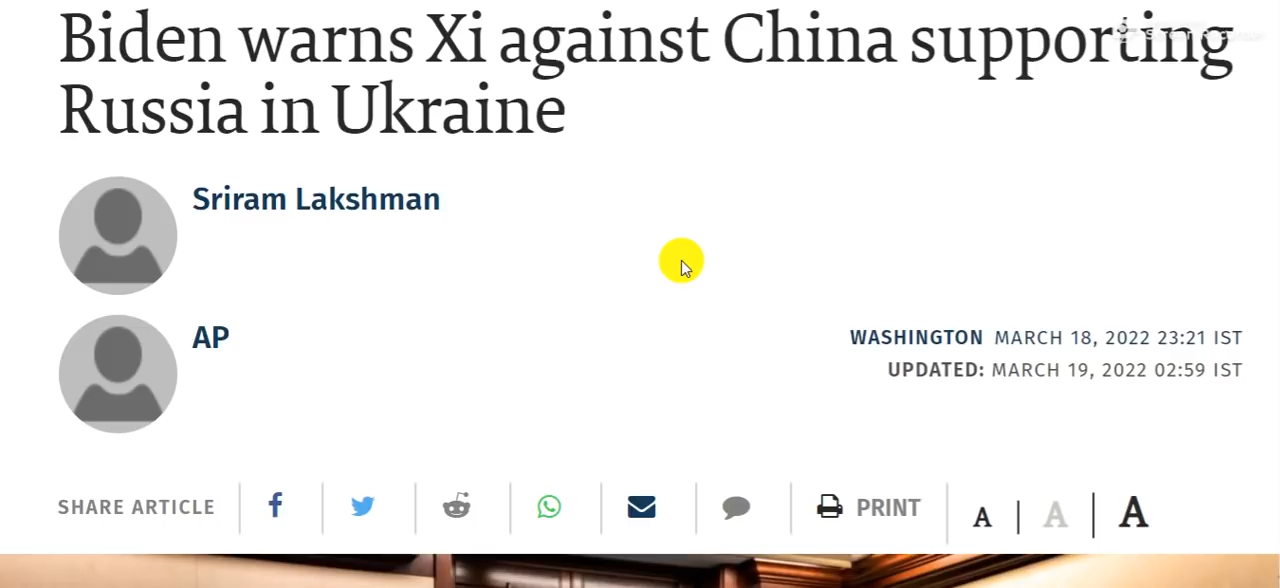 Biden warns Xi against China supporting
Russia in Ukraine
Sriram Lakshman
AP
WASHINGTON MARCH 18, 2022 23:21 IST
UPDATED: MARCH 19, 2022 02:59 IST
SHARE ARTICLE
PRINT
A | A | A